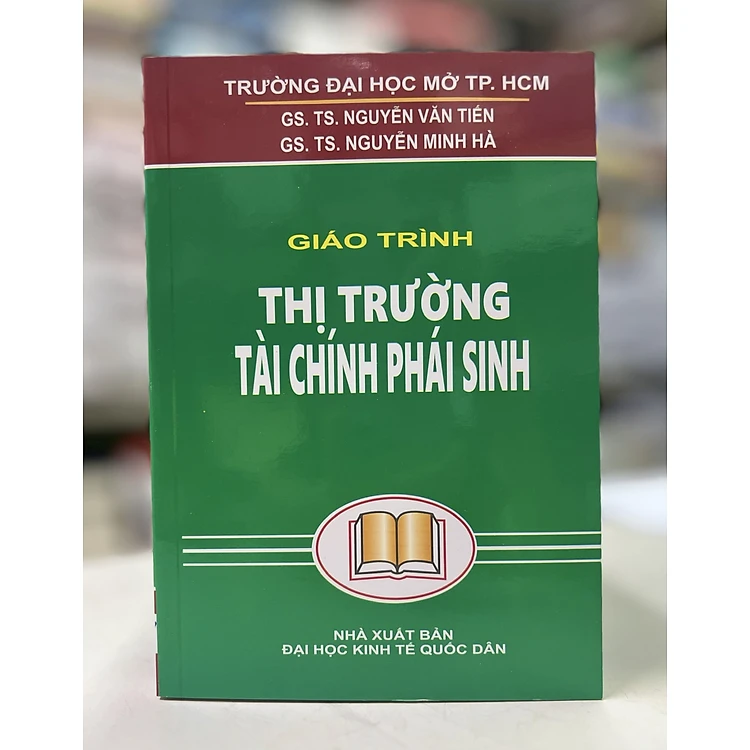 TRƯỜNG ĐẠI HỌC MỞ TP. HCM
GS. TS. NGUYỄN VĂN TIẾN
GS. TS. NGUYỄN MINH HÀ
GIÁO TRÌNH
THỊ TRƯỜNG
TÀI CHÍNH PHÁI SINH
NHÀ XUẤT BẢN
ĐẠI HỌC KINH TẾ QUỐC DÂN